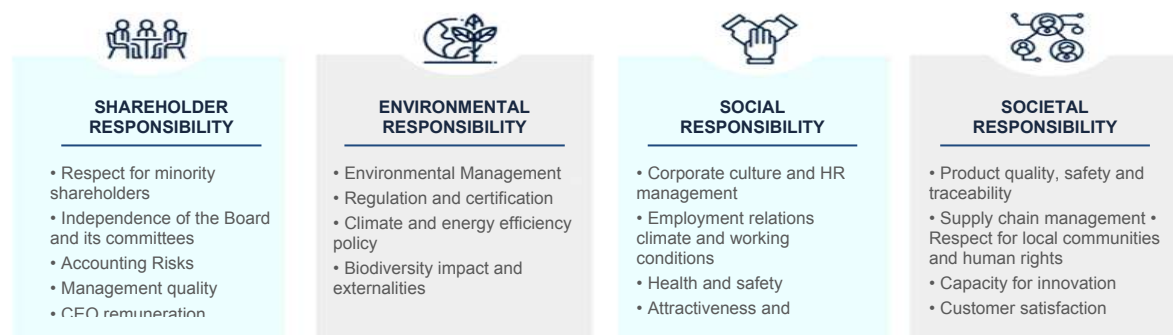 SHAREHOLDER
RESPONSIBILITY
• Respect for minority
shareholders
• Independence of the Board
and its committees
• Accounting Risks
• Management quality
• CEO remuneration
ENVIRONMENTAL
RESPONSIBILITY
• Environmental Management
• Regulation and certification
• Climate and energy efficiency
policy
• Biodiversity impact and
externalities
SOCIAL
RESPONSIBILITY
• Corporate culture and HR
management
• Employment relations
climate and working
conditions
• Health and safety
• Attractiveness and
SOCIETAL
RESPONSIBILITY
• Product quality, safety and
traceability
• Supply chain management •
Respect for local communities
and human rights
• Capacity for innovation
• Customer satisfaction